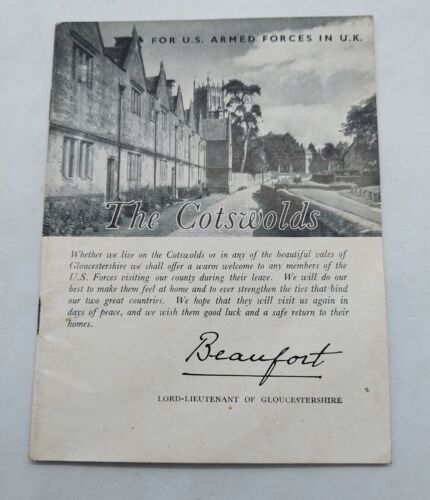 FOR U.S. ARMED FORCES IN U.K.
The Cotswolds
Whether we live on the Cotswolds or in any of the beautiful vales of
Gloucestershire we shall offer a warm welcome to any members of the
U.S. Forces visiting our county during their leave. We will do our
best to make them feel at home and to ever strengthen the ties that bind
our two great countries. We hope that they will visit us again in
days of peace, and we wish them good luck and a safe return to their
homes.
Beaufort
LORD-LIEUTENANT OF GLOUCESTERSHIRE